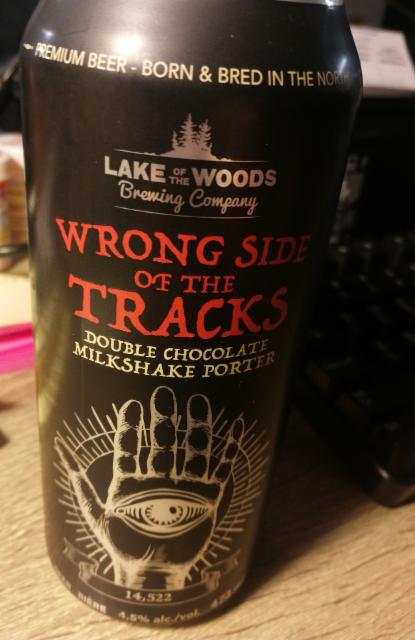 PREMIUM BEER - BORN & BRED IN THE
LAKE OF THE WOODS
Brewing Company
WRONG SIDE
OF THE
TRACKS
DOUBLE CHOCOLATE
MILKSHAKE PORTER
14,522
BIÈRE 4.5% alc./vol.